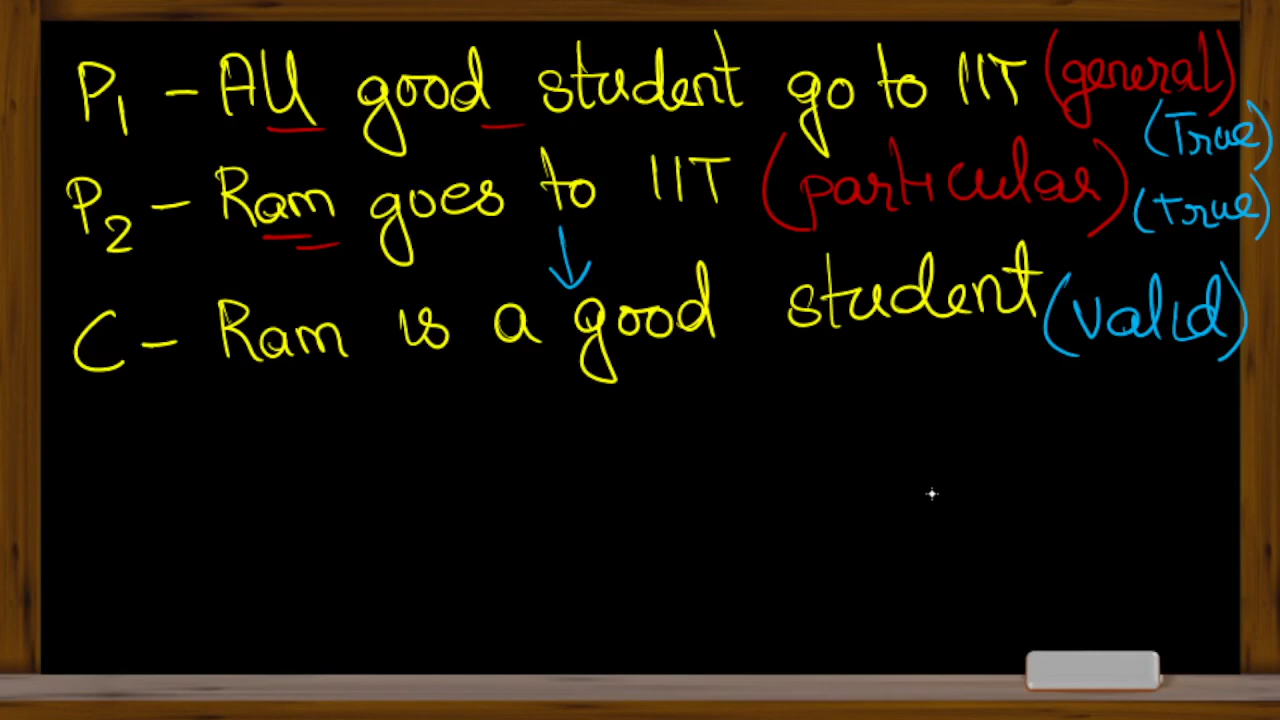 P1 - All good student go to IIT (general) (True)
P2 - Ram goes to IIT (particular) (True)
C - Ram is a good student (valid)